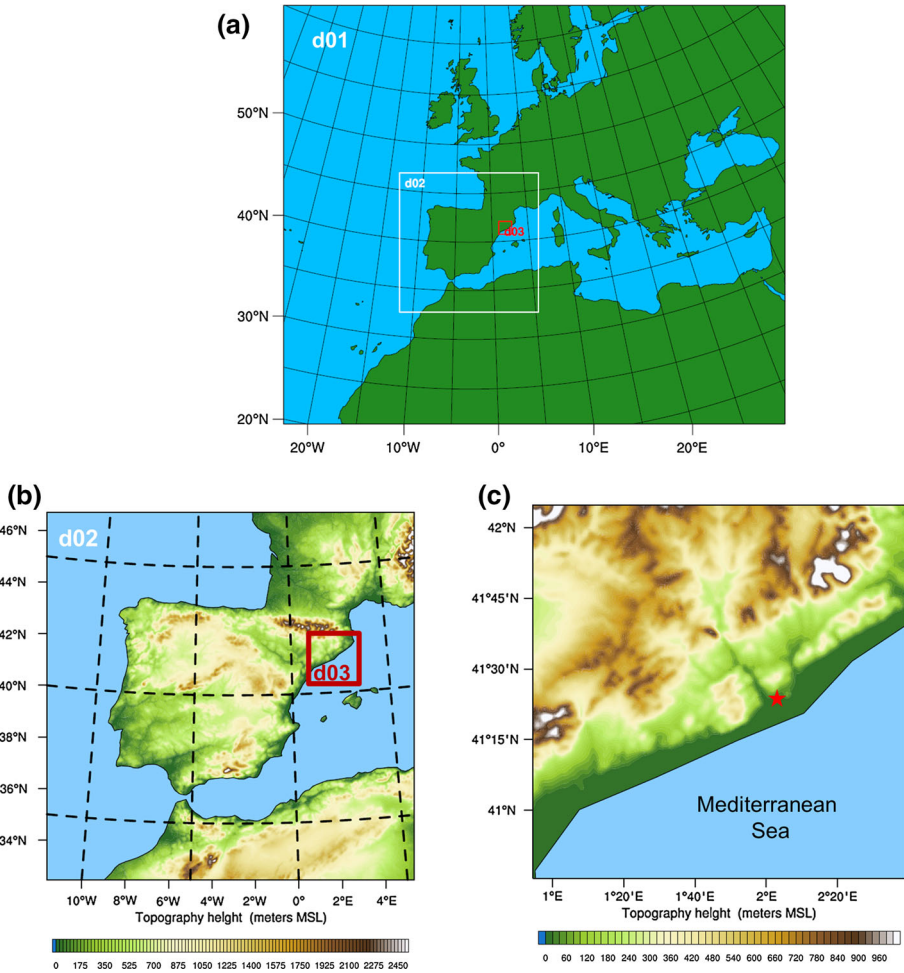 (a)
d01
50°N
d02
40°N
d03
30°N
20°N
20°W 10°W 0° 10°E 20°E
(b)
(c)
46°N
d02
44°N
42°N
d03
40°N
38°N
36°N
34°N
10°W 8°W 6°W 4°W 2°W 0° 2°E 4°E
Topography height (meters MSL)
0 175 350 525 700 875 1050 1225 1400 1575 1750 1925 2100 2275 2450
42°N
41°45'N
41°30'N
41°15'N
41°N
Mediterranean
Sea
1°E 1°20'E 1°40'E 2°E 2°20'E
Topography height (meters MSL)
0 60 120 180 240 300 360 420 480 540 600 660 720 780 840 900 960